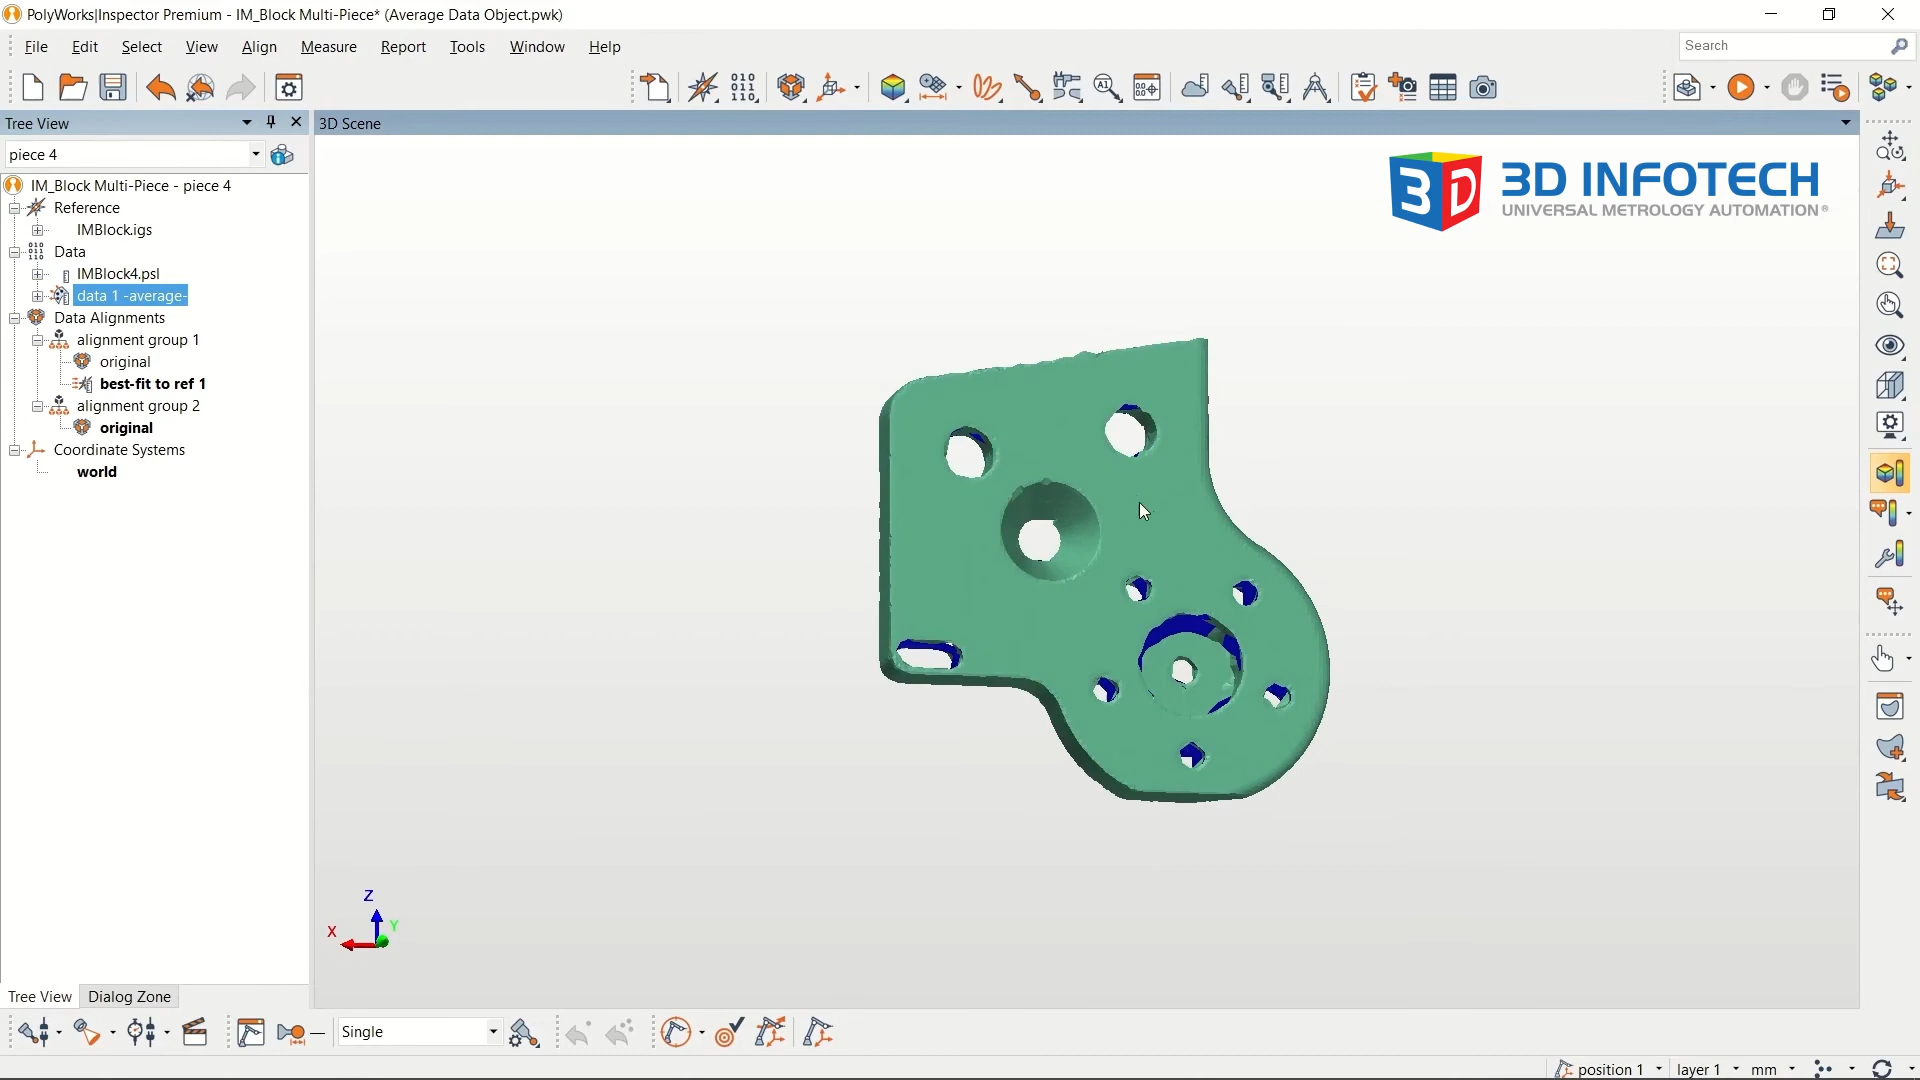 PolyWorks|Inspector Premium - IM_Block Multi-Piece* (Average Data Object.pwk)
File Edit Select View Align Measure Report Tools Window Help
Search
Tree View
3D Scene
piece 4
3D INFOTECH
UNIVERSAL METROLOGY AUTOMATION®
IM_Block Multi-Piece - piece 4
Reference
IMBlock.igs
Data
IMBlock4.psl
data 1 -average-
Data Alignments
alignment group 1
original
best-fit to ref 1
alignment group 2
original
Coordinate Systems
world
Z
Y
X
Tree View Dialog Zone
Single
position 1 layer 1 mm